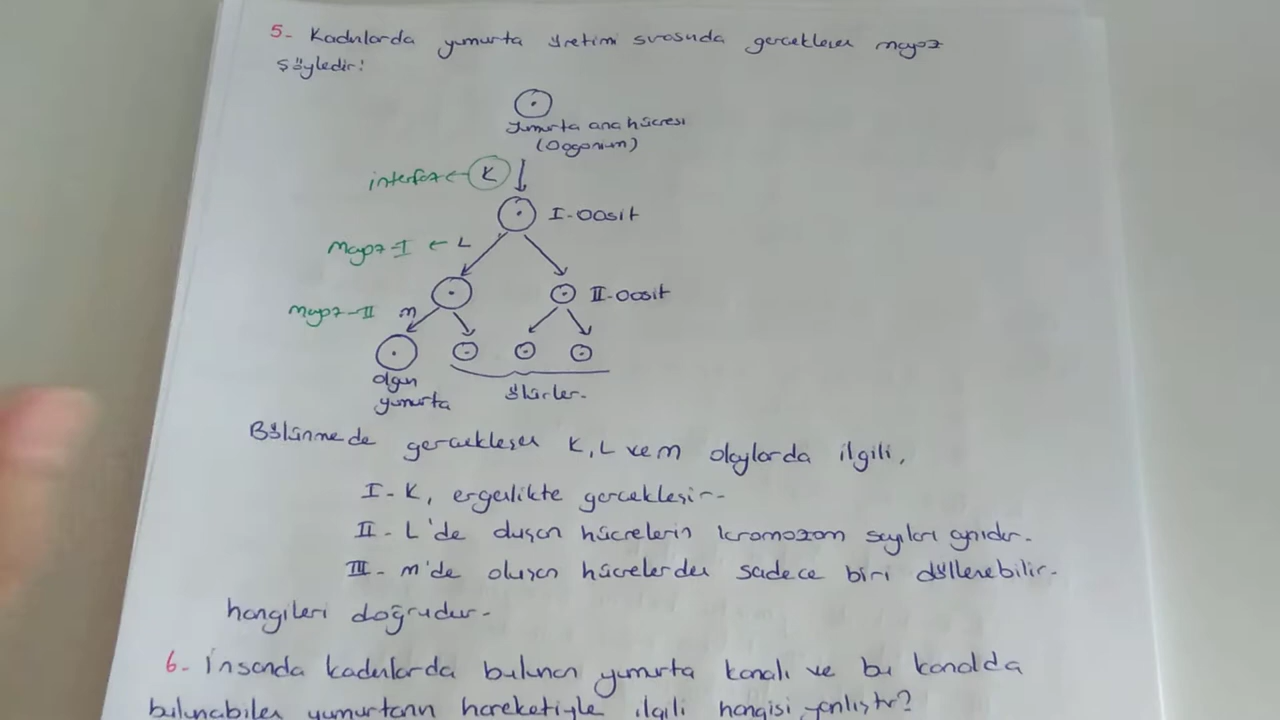 5- Kadınlarda yumurta üretimi sırasında gerçekleşen mayoz
şöyledir:
Yumurta ana hücresi
(Oogonium)
interfaz ← K
I-Oosit
Mayoz-I ← L
II-Oosit
Mayoz-II M
olgun
yumurta
ölürler.
Bölünmede gerçekleşen K, L ve M olaylarda ilgili,
I- K, ergenlikte gerçekleşir.
II- L'de oluşan hücrelerin kromozom sayıları aynıdır.
III- M'de oluşan hücrelerden sadece biri döllenebilir.
hangileri doğrudur.
6- İnsanda kadınlarda bulunan yumurta kanalı ve bu kanalda
bulunabilen yumurtanın hareketiyle ilgili hangisi yanlıştır?